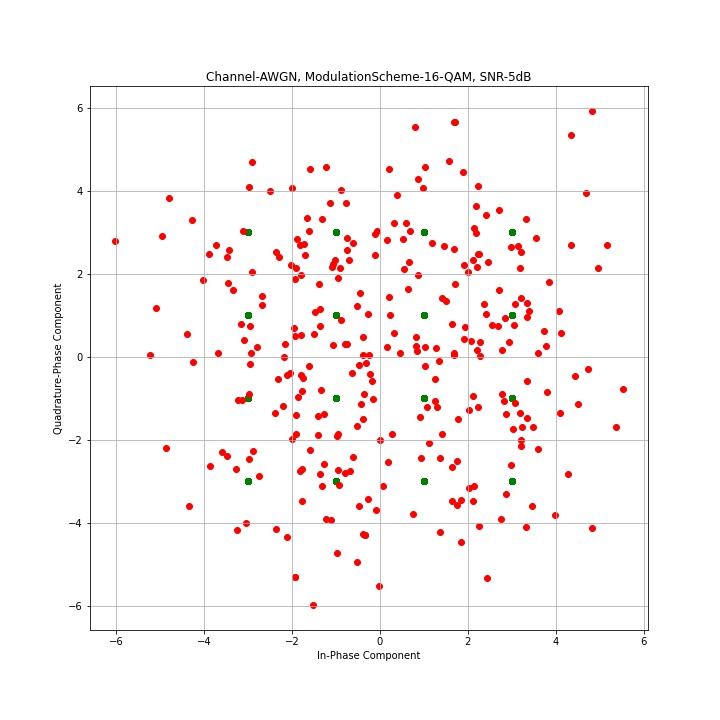 Channel-AWGN, ModulationScheme-16-QAM, SNR-5dB
6
4
2
0
−2
−4
−6
Quadrature-Phase Component
−6 −4 −2 0 2 4 6
In-Phase Component